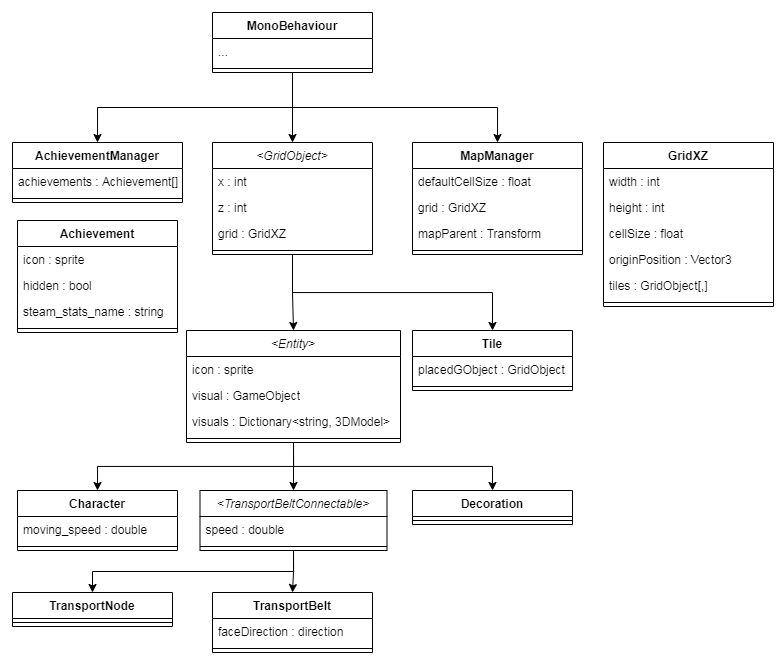 MonoBehaviour
...
AchievementManager
achievements : Achievement[]
<GridObject>
x : int
z : int
grid : GridXZ
MapManager
defaultCellSize : float
grid : GridXZ
mapParent : Transform
GridXZ
width : int
height : int
cellSize : float
originPosition : Vector3
tiles : GridObject[,]
Achievement
icon : sprite
hidden : bool
steam_stats_name : string
<Entity>
icon : sprite
visual : GameObject
visuals : Dictionary<string, 3DModel>
Tile
placedGObject : GridObject
Character
moving_speed : double
<TransportBeltConnectable>
speed : double
Decoration
TransportNode
TransportBelt
faceDirection : direction